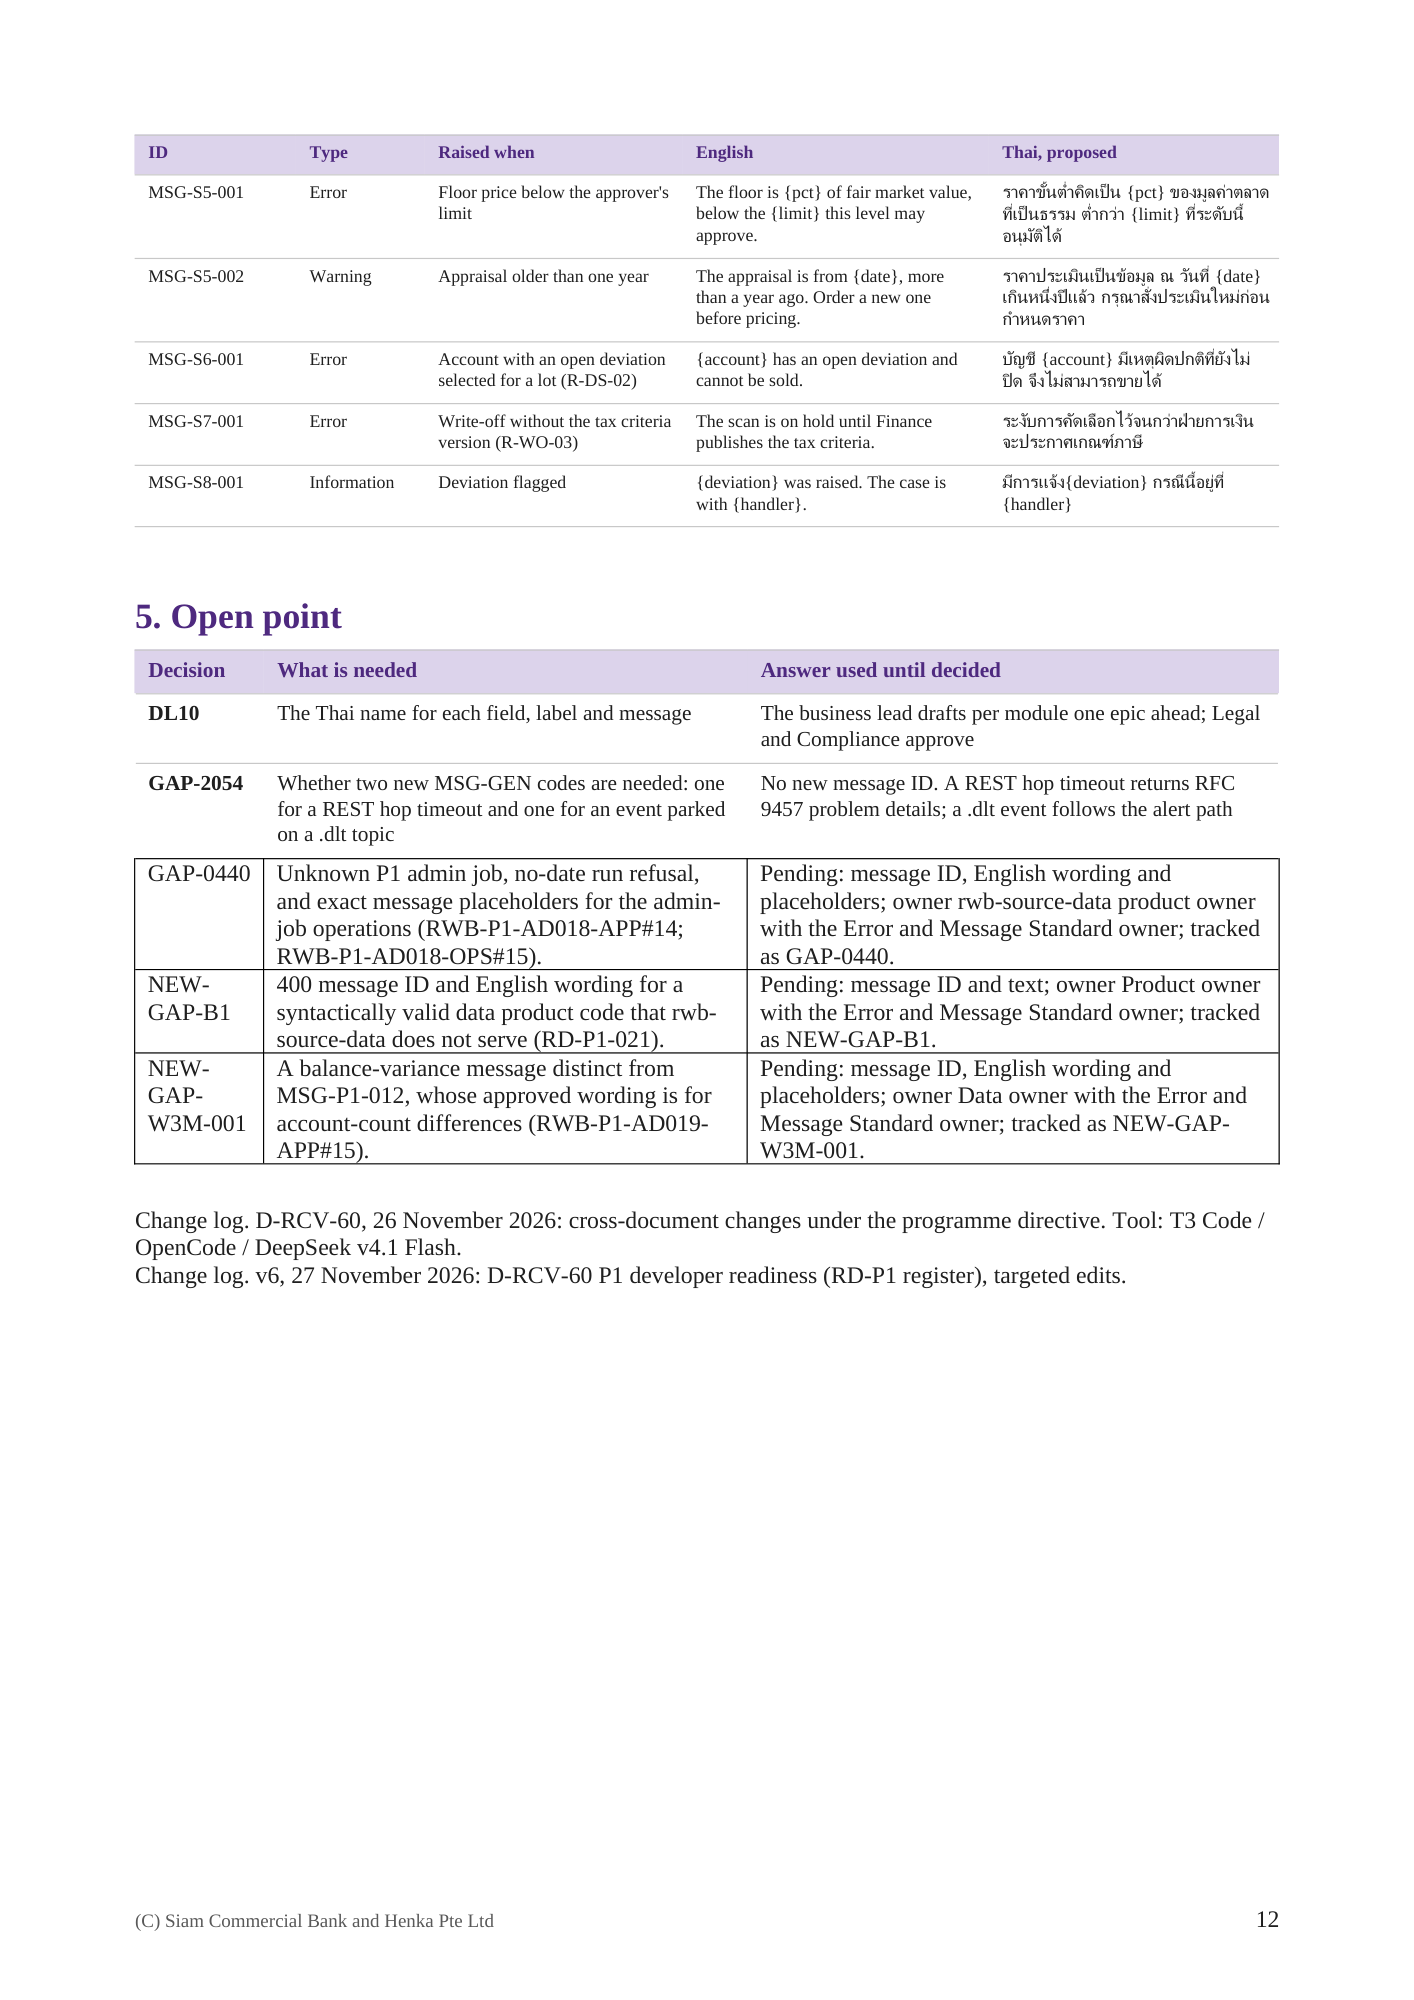 ID Type Raised when English Thai, proposed
MSG-S5-001 Error Floor price below the approver's The floor is {pct} of fair market value, ราคาขั้นต่ำคิดเป็น {pct} ของมูลค่าตลาด
limit below the {limit} this level may ที่เป็นธรรม ต่ำกว่า {limit} ที่ระดับนี้
approve. อนุมัติได้
MSG-S5-002 Warning Appraisal older than one year The appraisal is from {date}, more ราคาประเมินเป็นข้อมูล ณ วันที่ {date}
than a year ago. Order a new one เกินหนึ่งปีแล้ว กรุณาสั่งประเมินใหม่ก่อน
before pricing. กำหนดราคา
MSG-S6-001 Error Account with an open deviation {account} has an open deviation and บัญชี {account} มีเหตุผิดปกติที่ยังไม่
selected for a lot (R-DS-02) cannot be sold. ปิด จึงไม่สามารถขายได้
MSG-S7-001 Error Write-off without the tax criteria The scan is on hold until Finance ระงับการคัดเลือกไว้จนกว่าฝ่ายการเงิน
version (R-WO-03) publishes the tax criteria. จะประกาศเกณฑ์ภาษี
MSG-S8-001 Information Deviation flagged {deviation} was raised. The case is มีการแจ้ง{deviation} กรณีนี้อยู่ที่
with {handler}. {handler}
5. Open point
Decision What is needed Answer used until decided
DL10 The Thai name for each field, label and message The business lead drafts per module one epic ahead; Legal
and Compliance approve
GAP-2054 Whether two new MSG-GEN codes are needed: one No new message ID. A REST hop timeout returns RFC
for a REST hop timeout and one for an event parked 9457 problem details; a .dlt event follows the alert path
on a .dlt topic
GAP-0440 Unknown P1 admin job, no-date run refusal, Pending: message ID, English wording and
and exact message placeholders for the admin- placeholders; owner rwb-source-data product owner
job operations (RWB-P1-AD018-APP#14; with the Error and Message Standard owner; tracked
RWB-P1-AD018-OPS#15). as GAP-0440.
NEW- 400 message ID and English wording for a Pending: message ID and text; owner Product owner
GAP-B1 syntactically valid data product code that rwb- with the Error and Message Standard owner; tracked
source-data does not serve (RD-P1-021). as NEW-GAP-B1.
NEW- A balance-variance message distinct from Pending: message ID, English wording and
GAP- MSG-P1-012, whose approved wording is for placeholders; owner Data owner with the Error and
W3M-001 account-count differences (RWB-P1-AD019- Message Standard owner; tracked as NEW-GAP-
APP#15). W3M-001.
Change log. D-RCV-60, 26 November 2026: cross-document changes under the programme directive. Tool: T3 Code /
OpenCode / DeepSeek v4.1 Flash.
Change log. v6, 27 November 2026: D-RCV-60 P1 developer readiness (RD-P1 register), targeted edits.
(C) Siam Commercial Bank and Henka Pte Ltd 12